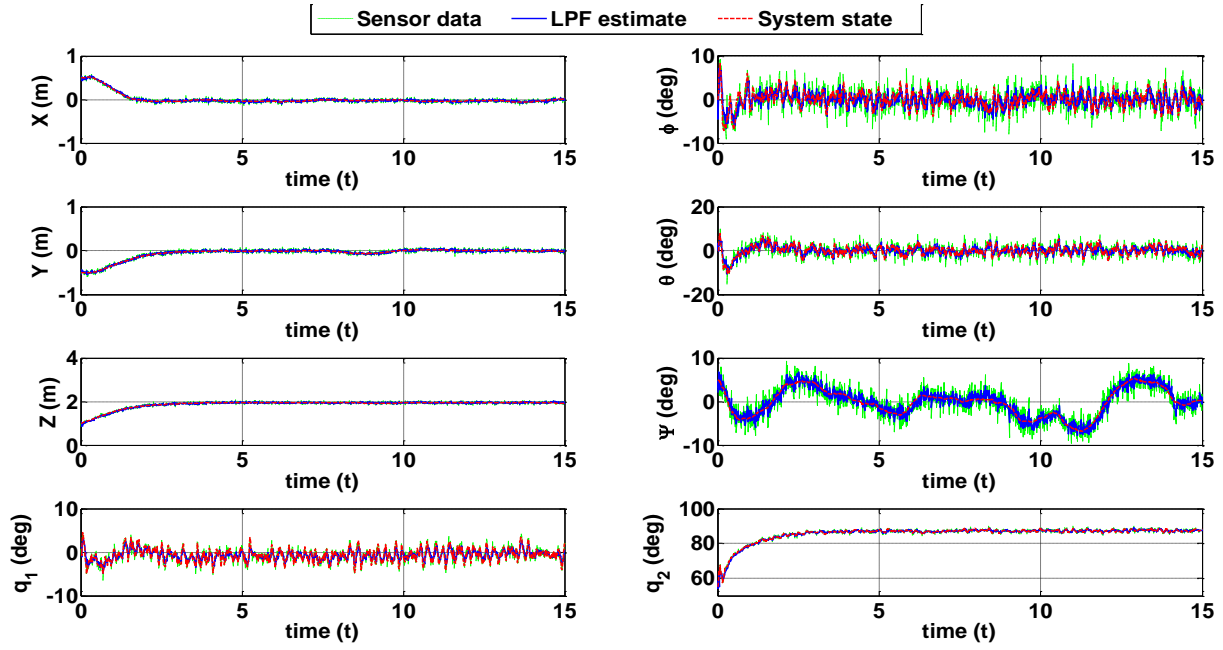 Sensor data LPF estimate System state
1
0
-1
X (m)
0 5 10 15
time (t)
10
0
-10
ϕ (deg)
0 5 10 15
time (t)
1
0
-1
Y (m)
0 5 10 15
time (t)
20
0
-20
θ (deg)
0 5 10 15
time (t)
4
2
0
Z (m)
0 5 10 15
time (t)
10
0
-10
Ψ (deg)
0 5 10 15
time (t)
10
0
-10
q1 (deg)
0 5 10 15
time (t)
100
80
60
q2 (deg)
0 5 10 15
time (t)